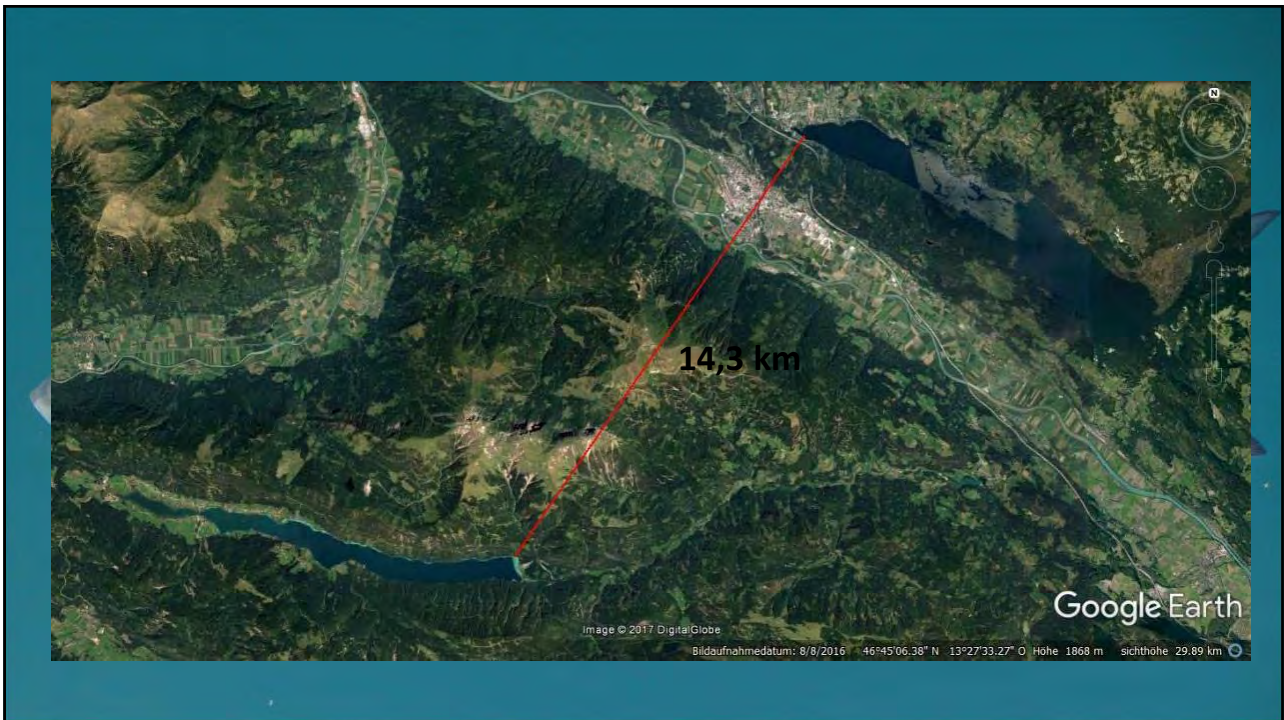 N
14,3 km
Google Earth
Image © 2017 DigitalGlobe
Bildaufnahmedatum: 8/8/2016 46°45'06.38" N 13°27'33.27" O Höhe 1868 m sichthöhe 29.89 km